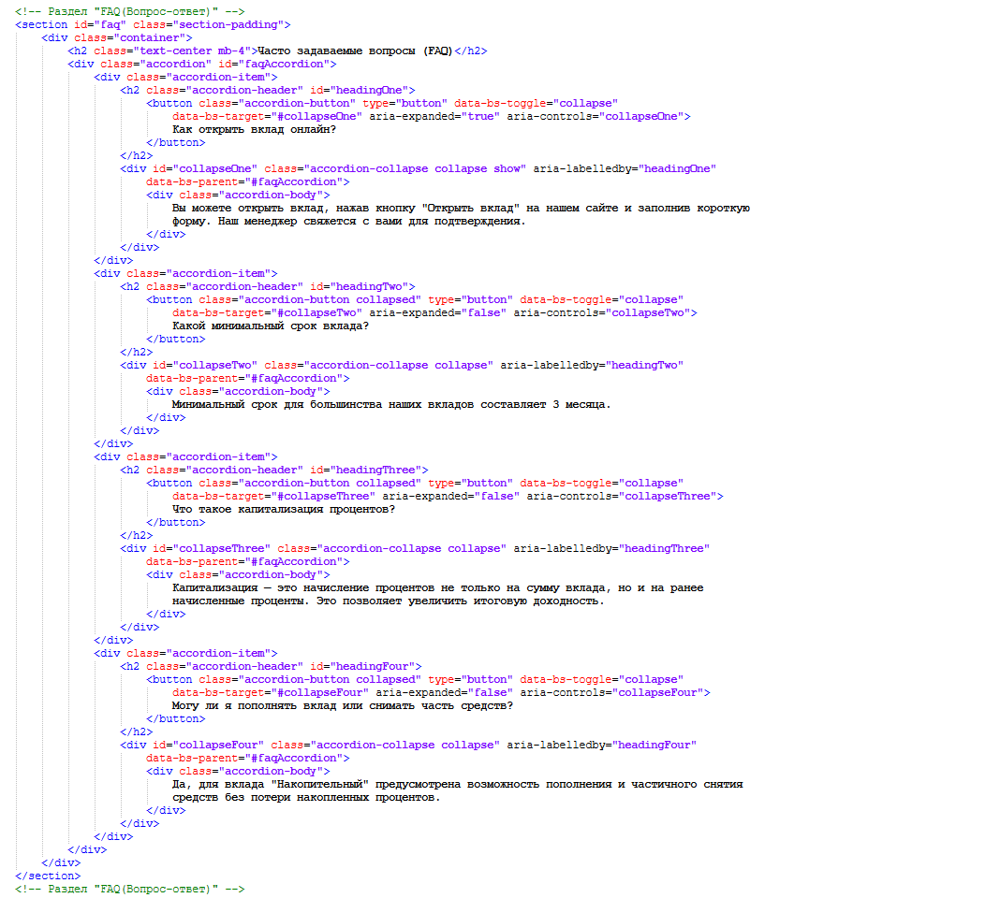 <!-- Раздел "FAQ(Вопрос-ответ)" -->
<section id="faq" class="section-padding">
<div class="container">
<h2 class="text-center mb-4">Часто задаваемые вопросы (FAQ)</h2>
<div class="accordion" id="faqAccordion">
<div class="accordion-item">
<h2 class="accordion-header" id="headingOne">
<button class="accordion-button" type="button" data-bs-toggle="collapse"
data-bs-target="#collapseOne" aria-expanded="true" aria-controls="collapseOne">
Как открыть вклад онлайн?
</button>
</h2>
<div id="collapseOne" class="accordion-collapse collapse show" aria-labelledby="headingOne"
data-bs-parent="#faqAccordion">
<div class="accordion-body">
Вы можете открыть вклад, нажав кнопку "Открыть вклад" на нашем сайте и заполнив короткую
форму. Наш менеджер свяжется с вами для подтверждения.
</div>
</div>
</div>
<div class="accordion-item">
<h2 class="accordion-header" id="headingTwo">
<button class="accordion-button collapsed" type="button" data-bs-toggle="collapse"
data-bs-target="#collapseTwo" aria-expanded="false" aria-controls="collapseTwo">
Какой минимальный срок вклада?
</button>
</h2>
<div id="collapseTwo" class="accordion-collapse collapse" aria-labelledby="headingTwo"
data-bs-parent="#faqAccordion">
<div class="accordion-body">
Минимальный срок для большинства наших вкладов составляет 3 месяца.
</div>
</div>
</div>
<div class="accordion-item">
<h2 class="accordion-header" id="headingThree">
<button class="accordion-button collapsed" type="button" data-bs-toggle="collapse"
data-bs-target="#collapseThree" aria-expanded="false" aria-controls="collapseThree">
Что такое капитализация процентов?
</button>
</h2>
<div id="collapseThree" class="accordion-collapse collapse" aria-labelledby="headingThree"
data-bs-parent="#faqAccordion">
<div class="accordion-body">
Капитализация — это начисление процентов не только на сумму вклада, но и на ранее
начисленные проценты. Это позволяет увеличить итоговую доходность.
</div>
</div>
</div>
<div class="accordion-item">
<h2 class="accordion-header" id="headingFour">
<button class="accordion-button collapsed" type="button" data-bs-toggle="collapse"
data-bs-target="#collapseFour" aria-expanded="false" aria-controls="collapseFour">
Могу ли я пополнять вклад или снимать часть средств?
</button>
</h2>
<div id="collapseFour" class="accordion-collapse collapse" aria-labelledby="headingFour"
data-bs-parent="#faqAccordion">
<div class="accordion-body">
Да, для вклада "Накопительный" предусмотрена возможность пополнения и частичного снятия
средств без потери накопленных процентов.
</div>
</div>
</div>
</div>
</div>
</section>
<!-- Раздел "FAQ(Вопрос-ответ)" -->